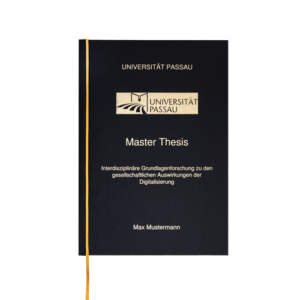 UNIVERSITÄT PASSAU
UNIVERSITÄT
PASSAU
Master Thesis
Interdisziplinäre Grundlagenforschung zu den
gesellschaftlichen Auswirkungen der
Digitalisierung
Max Mustermann